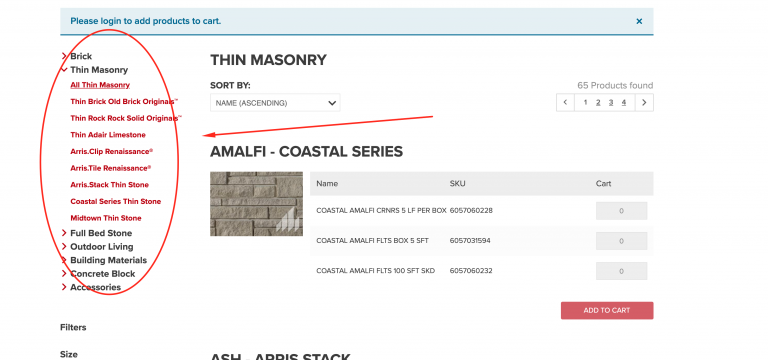 Please login to add products to cart.
×
Brick
Thin Masonry
All Thin Masonry
Thin Brick Old Brick Originals™
Thin Rock Rock Solid Originals™
Thin Adair Limestone
Arris.Clip Renaissance®
Arris.Tile Renaissance®
Arris.Stack Thin Stone
Coastal Series Thin Stone
Midtown Thin Stone
Full Bed Stone
Outdoor Living
Building Materials
Concrete Block
Accessories
Filters
Size
THIN MASONRY
SORT BY:
65 Products found
NAME (ASCENDING)
1 2 3 4
AMALFI - COASTAL SERIES
Name SKU Cart
COASTAL AMALFI CRNRS 5 LF PER BOX 6057060228 0
COASTAL AMALFI FLTS BOX 5 SFT 6057031594 0
COASTAL AMALFI FLTS 100 SFT SKD 6057060232 0
ADD TO CART
ASH - ARRIS STACK